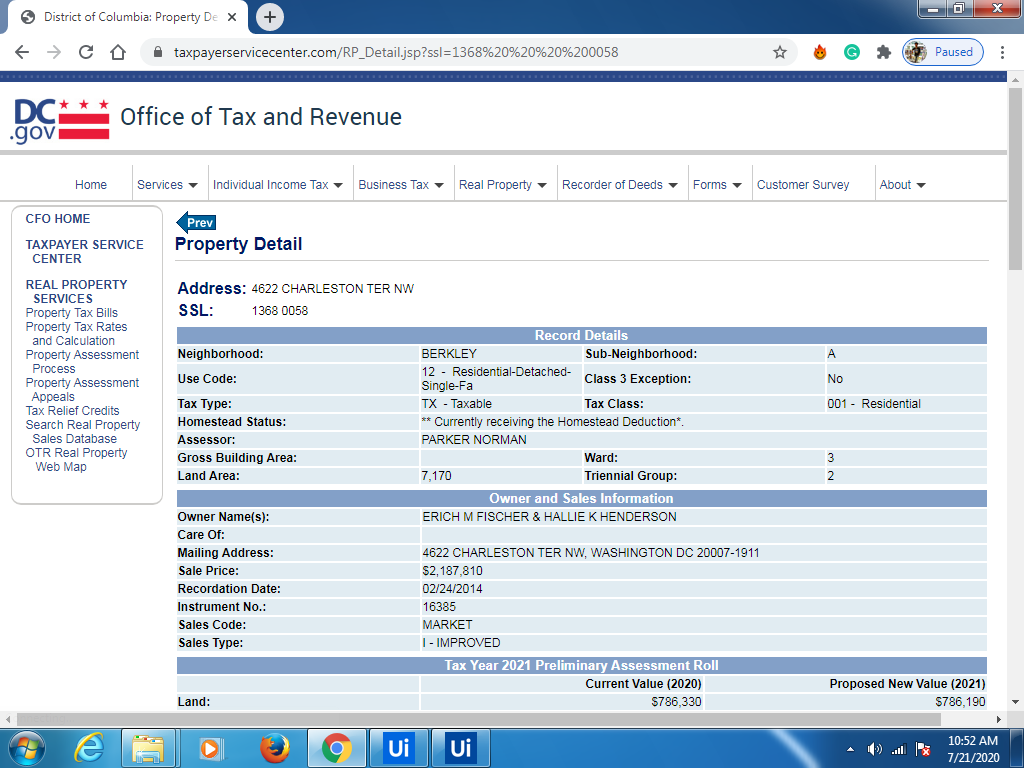 District of Columbia: Property De
taxpayerservicecenter.com/RP_Detail.jsp?ssl=1368%20%20%20%200058
Paused
DC
.gov
Office of Tax and Revenue
Home
Services
Individual Income Tax
Business Tax
Real Property
Recorder of Deeds
Forms
Customer Survey
About
CFO HOME
TAXPAYER SERVICE
CENTER
REAL PROPERTY
SERVICES
Property Tax Bills
Property Tax Rates
and Calculation
Property Assessment
Process
Property Assessment
Appeals
Tax Relief Credits
Search Real Property
Sales Database
OTR Real Property
Web Map
Prev
Property Detail
Address: 4622 CHARLESTON TER NW
SSL: 1368 0058
Record Details
Neighborhood: BERKLEY Sub-Neighborhood: A
Use Code: 12 - Residential-Detached-
Single-Fa Class 3 Exception: No
Tax Type: TX - Taxable Tax Class: 001 - Residential
Homestead Status: ** Currently receiving the Homestead Deduction*.
Assessor: PARKER NORMAN
Gross Building Area: Ward: 3
Land Area: 7,170 Triennial Group: 2
Owner and Sales Information
Owner Name(s): ERICH M FISCHER & HALLIE K HENDERSON
Care Of:
Mailing Address: 4622 CHARLESTON TER NW, WASHINGTON DC 20007-1911
Sale Price: $2,187,810
Recordation Date: 02/24/2014
Instrument No.: 16385
Sales Code: MARKET
Sales Type: I - IMPROVED
Tax Year 2021 Preliminary Assessment Roll
Current Value (2020) Proposed New Value (2021)
Land: $786,330 $786,190
Ui
Ui
10:52 AM
7/21/2020